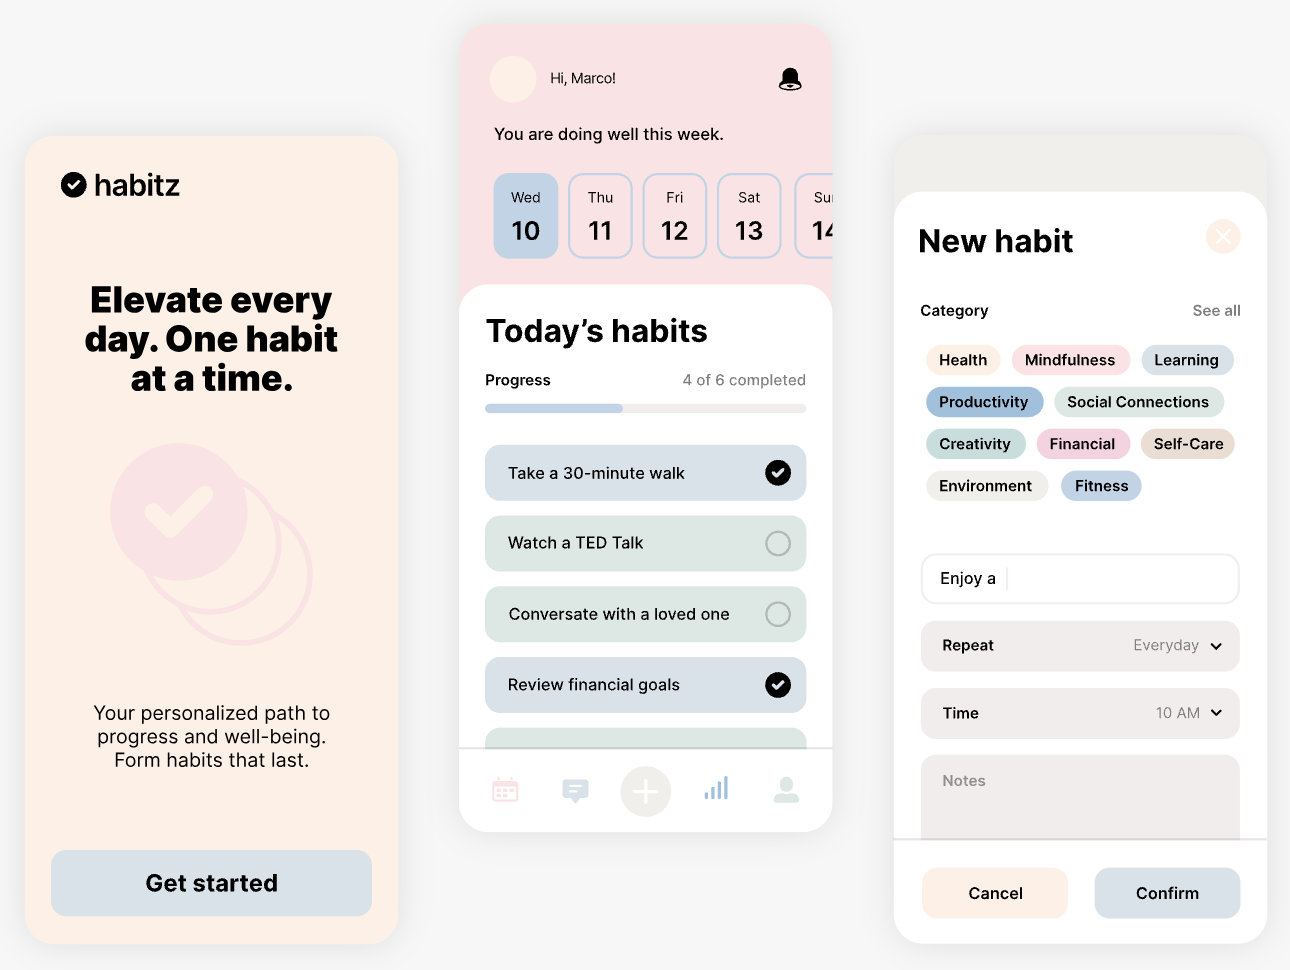 habitz
Elevate every
day. One habit
at a time.
Your personalized path to
progress and well-being.
Form habits that last.
Get started
Hi, Marco!
You are doing well this week.
Wed Thu Fri Sat Sun
10 11 12 13 14
Today’s habits
Progress 4 of 6 completed
Take a 30-minute walk
Watch a TED Talk
Conversate with a loved one
Review financial goals
New habit
Category See all
Health Mindfulness Learning
Productivity Social Connections
Creativity Financial Self-Care
Environment Fitness
Enjoy a
Repeat Everyday
Time 10 AM
Notes
Cancel Confirm